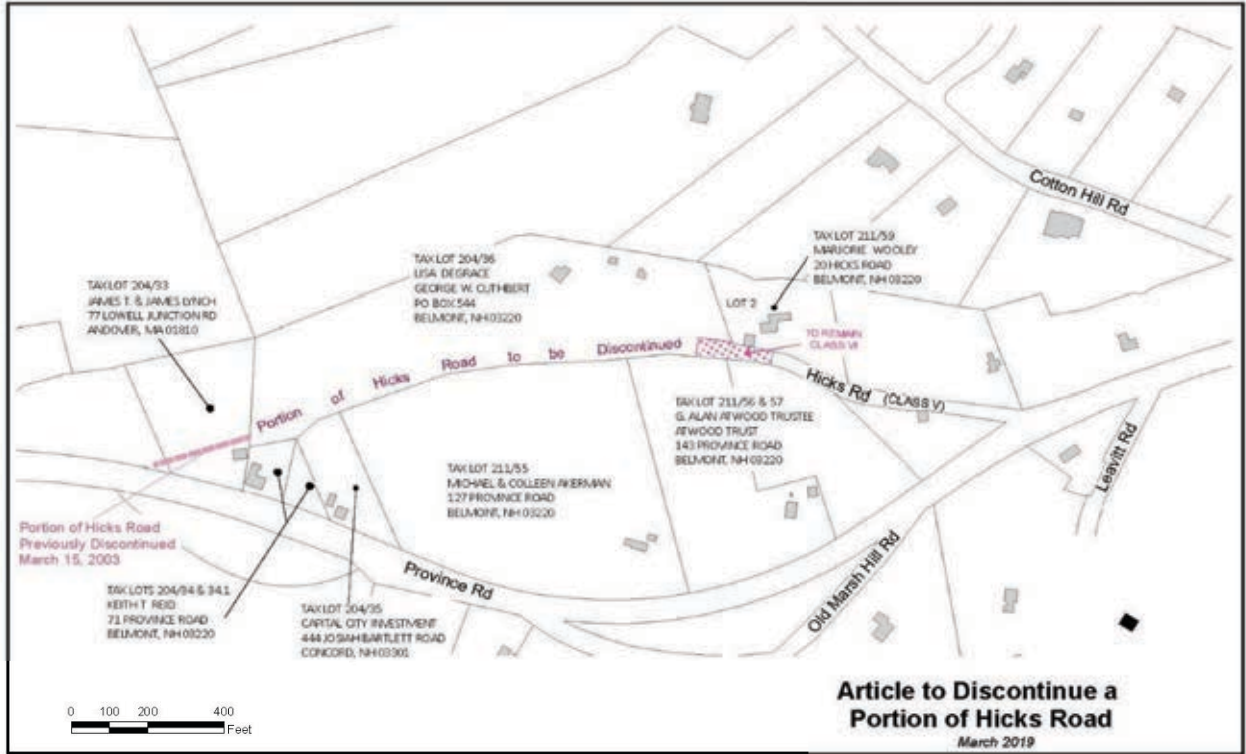 Cotton Hill Rd
TAX LOT 211/59
MARJORIE WOOLEY
20 HICKS ROAD
BELMONT, NH 03220
TAX LOT 204/36
LISA DEGRACE
GEORGE W. CUTHBERT
PO BOX 544
BELMONT, NH 03220
TAX LOT 204/33
JAMES T. & JAMES LYNCH
77 LOWELL JUNCTION RD
ANDOVER, MA 01810
LOT 2
TO REMAIN
CLASS VI
Portion of Hicks Road to be Discontinued
Hicks Rd (CLASS V)
TAX LOT 211/56 & 57
G. ALAN ATWOOD TRUSTEE
ATWOOD TRUST
143 PROVINCE ROAD
BELMONT, NH 03220
Leavitt Rd
TAX LOT 211/55
MICHAEL & COLLEEN AKERMAN
127 PROVINCE ROAD
BELMONT, NH 03220
Portion of Hicks Road
Previously Discontinued
March 15, 2003
Province Rd
Old Marsh Hill Rd
TAX LOTS 204/34 & 34.1
KEITH T REID
71 PROVINCE ROAD
BELMONT, NH 03220
TAX LOT 204/35
CAPITAL CITY INVESTMENT
444 JOSIAH BARTLETT ROAD
CONCORD, NH 03301
0 100 200 400
Feet
Article to Discontinue a
Portion of Hicks Road
March 2019